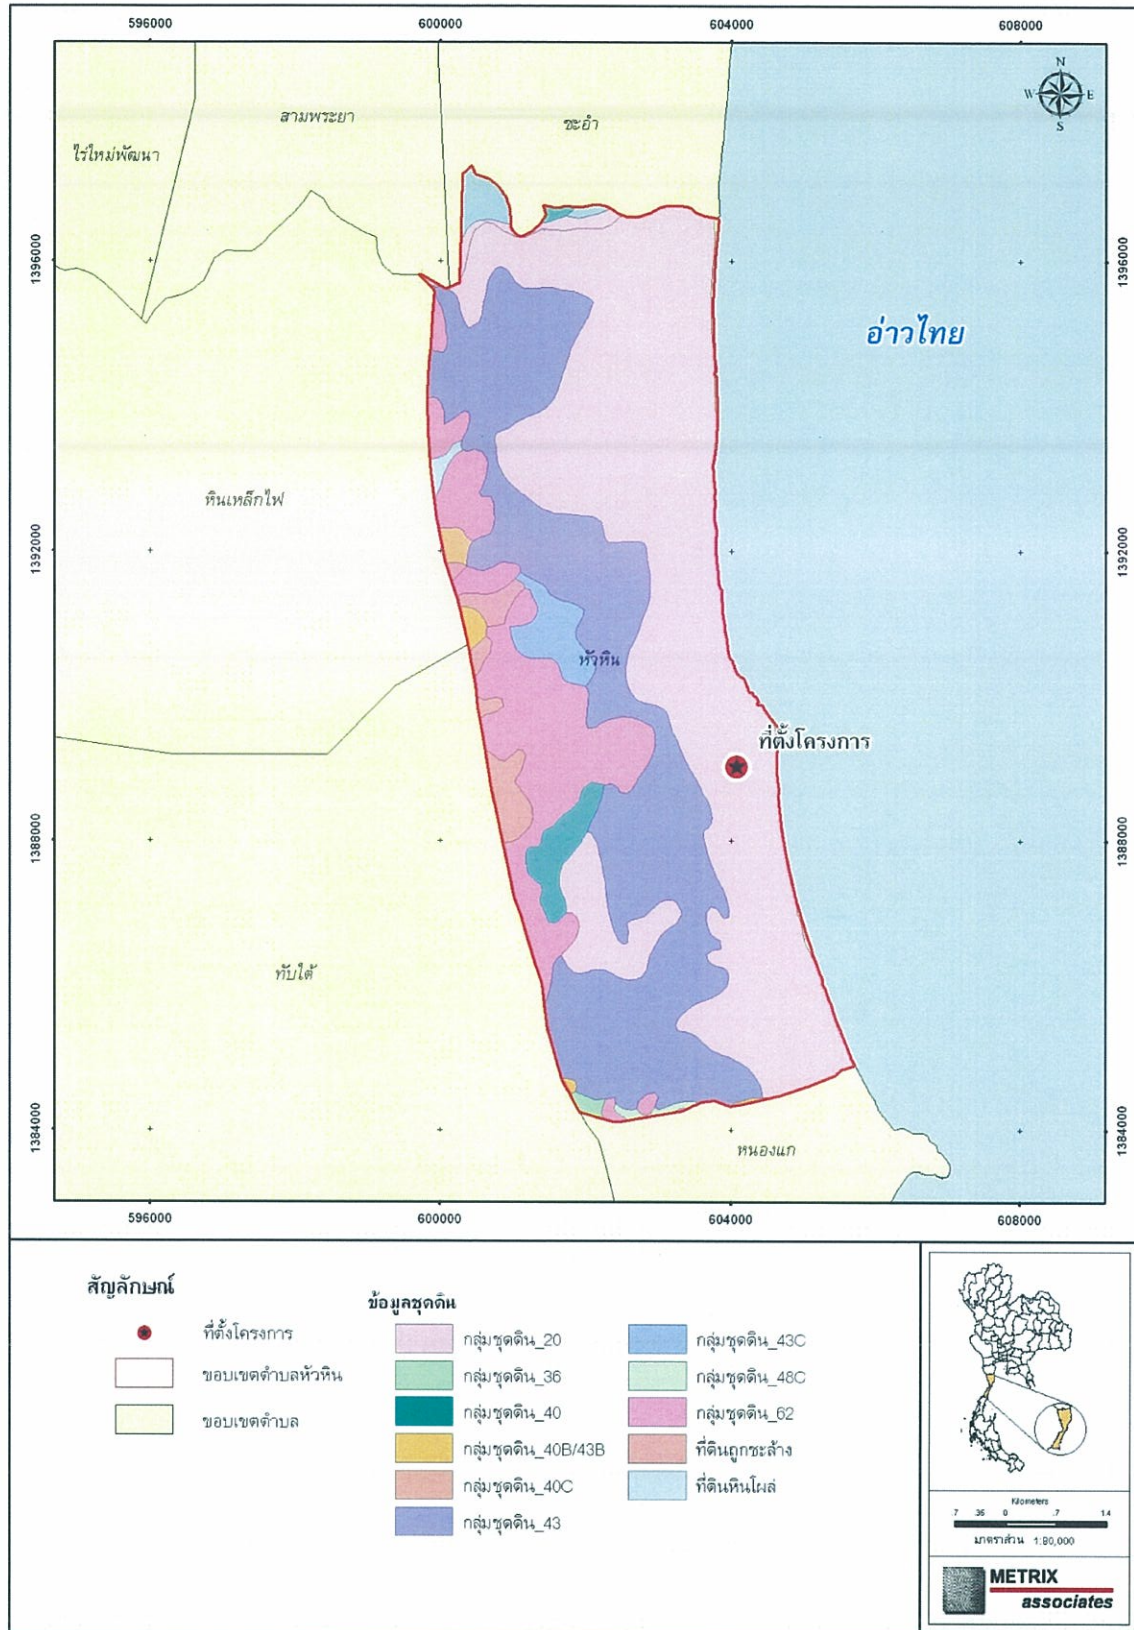 596000 600000 604000 608000
N
W E
S
สามพระยา
ชะอำ
ไร่ใหม่พัฒนา
1396000 1396000
อ่าวไทย
หินเหล็กไฟ
1392000 1392000
หัวหิน
ที่ตั้งโครงการ
1388000 1388000
ทับใต้
1384000 1384000
หนองแก
596000 600000 604000 608000
สัญลักษณ์
ที่ตั้งโครงการ
ขอบเขตตำบลหัวหิน
ขอบเขตตำบล
ข้อมูลชุดดิน
กลุ่มชุดดิน_20
กลุ่มชุดดิน_36
กลุ่มชุดดิน_40
กลุ่มชุดดิน_40B/43B
กลุ่มชุดดิน_40C
กลุ่มชุดดิน_43
กลุ่มชุดดิน_43C
กลุ่มชุดดิน_48C
กลุ่มชุดดิน_62
ที่ดินถูกชะล้าง
ที่ดินหินโผล่
Kilometers
.7 .35 0 .7 1.4
มาตราส่วน 1:80,000
METRIX
associates